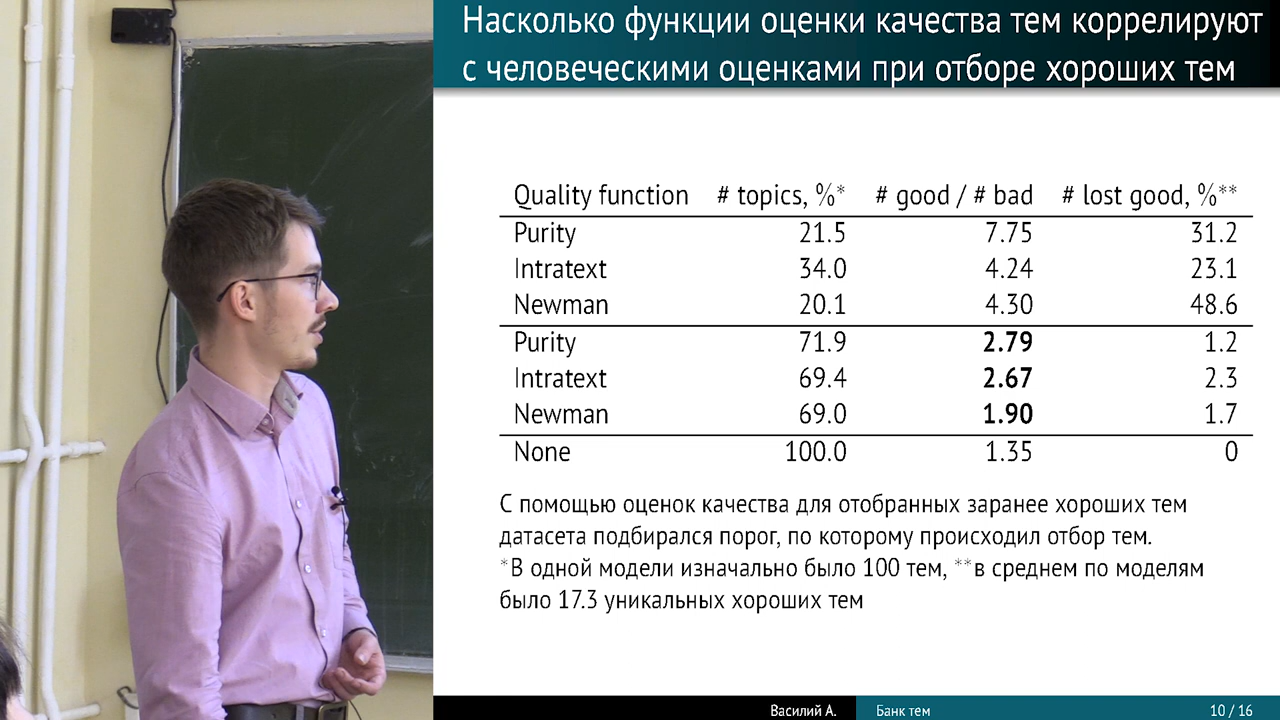 Насколько функции оценки качества тем коррелируют
с человеческими оценками при отборе хороших тем
Quality function # topics, %* # good / # bad # lost good, %**
Purity 21.5 7.75 31.2
Intratext 34.0 4.24 23.1
Newman 20.1 4.30 48.6
Purity 71.9 2.79 1.2
Intratext 69.4 2.67 2.3
Newman 69.0 1.90 1.7
None 100.0 1.35 0
С помощью оценок качества для отобранных заранее хороших тем
датасета подбирался порог, по которому происходил отбор тем.
*В одной модели изначально было 100 тем, **в среднем по моделям
было 17.3 уникальных хороших тем
Василий А. Банк тем 10 / 16